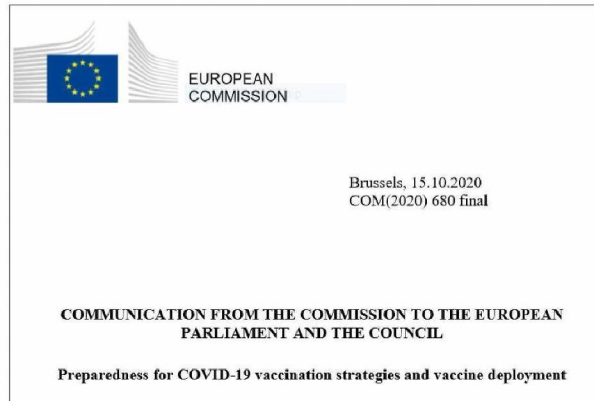 EUROPEAN
COMMISSION
Brussels, 15.10.2020
COM(2020) 680 final
COMMUNICATION FROM THE COMMISSION TO THE EUROPEAN
PARLIAMENT AND THE COUNCIL
Preparedness for COVID-19 vaccination strategies and vaccine deployment